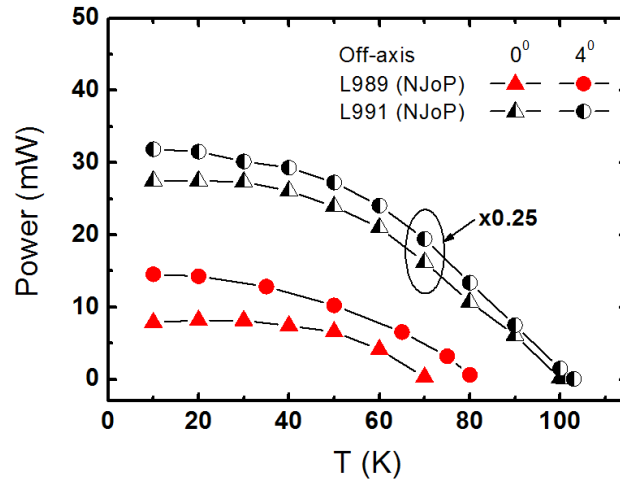 50
40
30
20
10
0
Power (mW)
Off-axis 0⁰ 4⁰
L989 (NJoP)
L991 (NJoP)
x0.25
0 20 40 60 80 100
T (K)